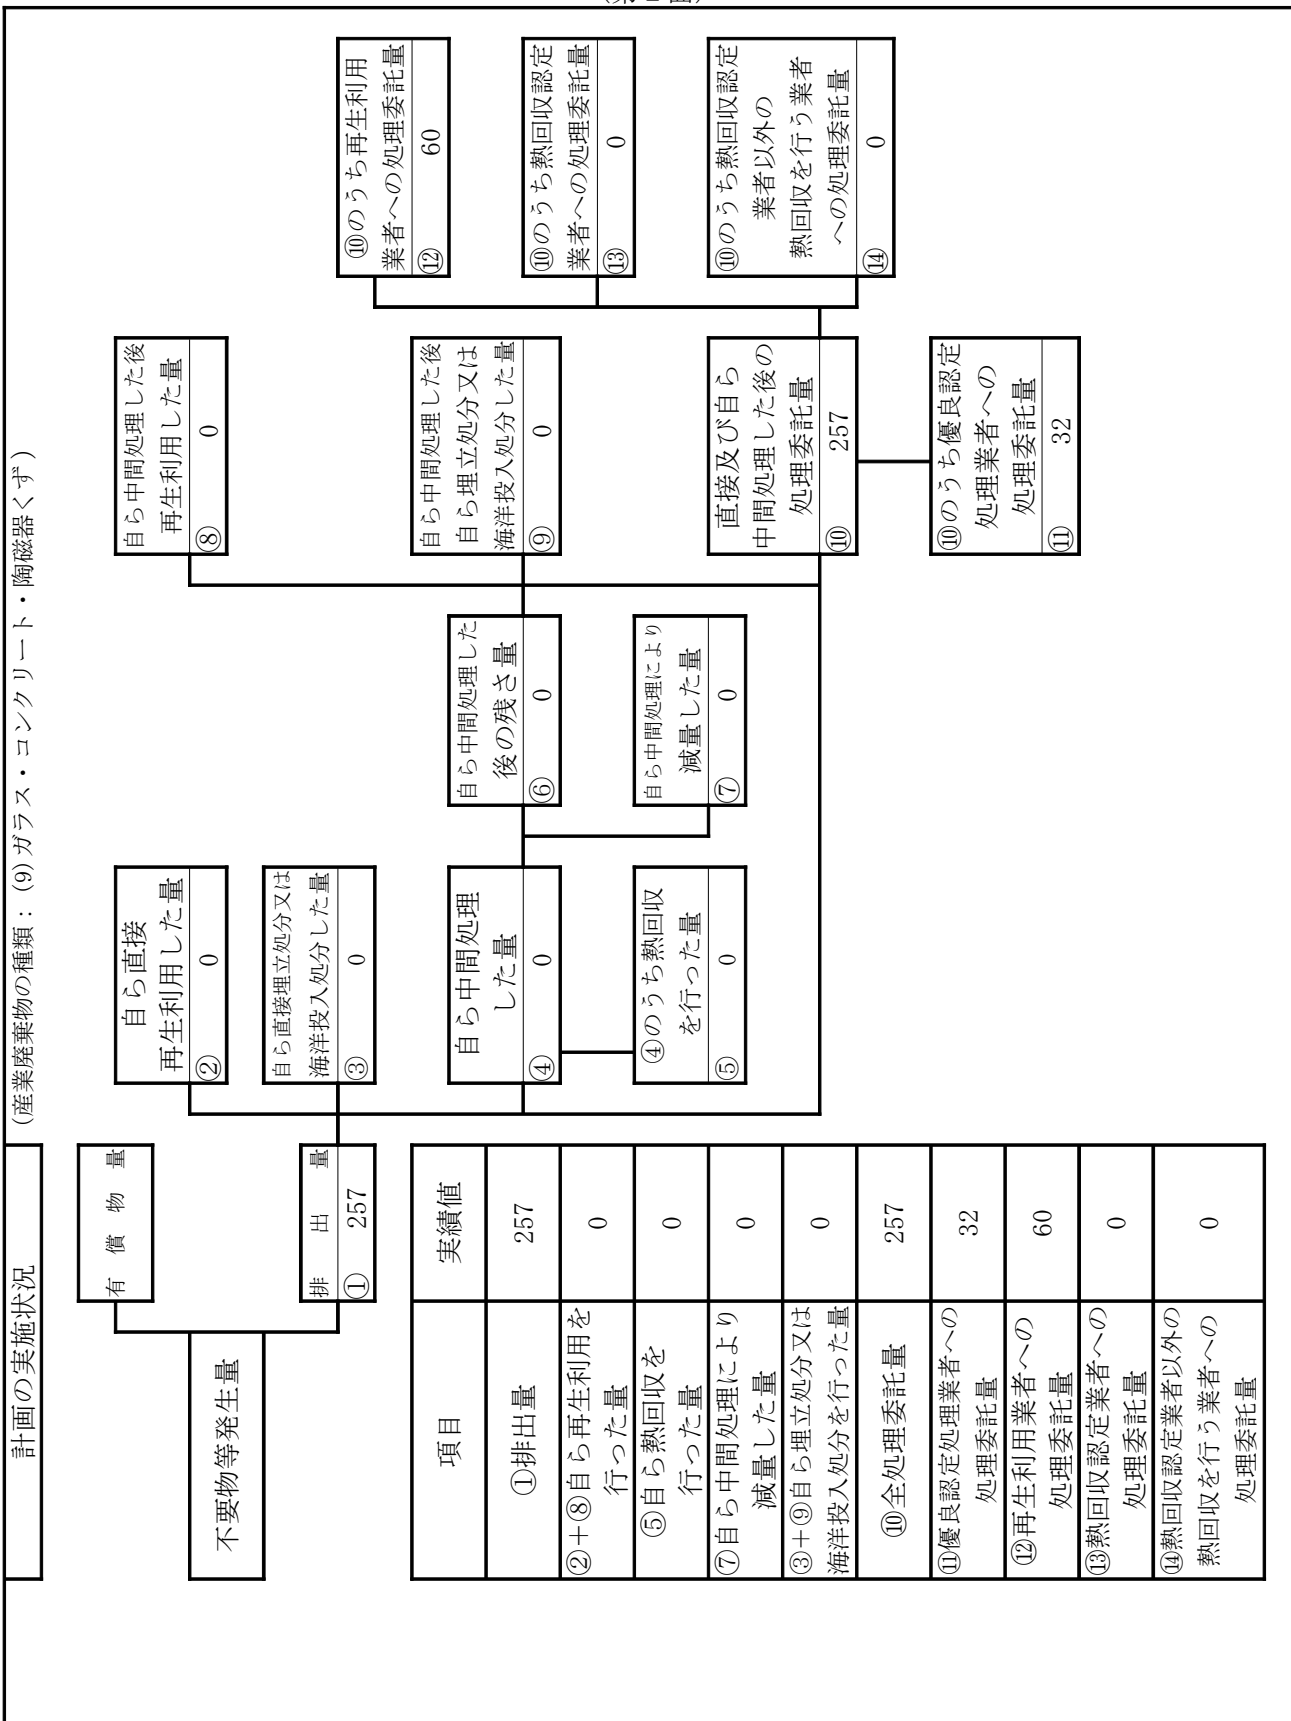 (第２面)
計画の実施状況
(産業廃棄物の種類：(9)ガラス・コンクリート・陶磁器くず)
有償物量
不要物等発生量
排出量
① 257
自ら直接
再生利用した量
② 0
自ら直接埋立処分又は
海洋投入処分した量
③ 0
自ら中間処理
した量
④ 0
④のうち熱回収
を行った量
⑤ 0
自ら中間処理した
後の残さ量
⑥ 0
自ら中間処理により
減量した量
⑦ 0
自ら中間処理した後
再生利用した量
⑧ 0
自ら中間処理した後
自ら埋立処分又は
海洋投入処分した量
⑨ 0
直接及び自ら
中間処理した後の
処理委託量
⑩ 257
⑩のうち優良認定
処理業者への
処理委託量
⑪ 32
⑩のうち再生利用
業者への処理委託量
⑫ 60
⑩のうち熱回収認定
業者への処理委託量
⑬ 0
⑩のうち熱回収認定
業者以外の
熱回収を行う業者
への処理委託量
⑭ 0
項目 実績値
①排出量 257
②＋⑧自ら再生利用を
行った量 0
⑤自ら熱回収を
行った量 0
⑦自ら中間処理により
減量した量 0
③＋⑨自ら埋立処分又は
海洋投入処分を行った量 0
⑩全処理委託量 257
⑪優良認定処理業者への
処理委託量 32
⑫再生利用業者への
処理委託量 60
⑬熱回収認定業者への
処理委託量 0
⑭熱回収認定業者以外の
熱回収を行う業者への
処理委託量 0